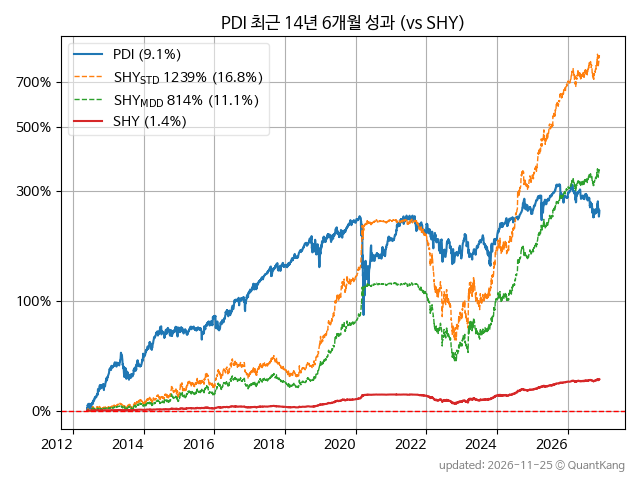 PDI 최근 14년 6개월 성과 (vs SHY)
PDI (9.1%)
SHY_STD 1239% (16.8%)
SHY_MDD 814% (11.1%)
SHY (1.4%)
700%
500%
300%
100%
0%
2012 2014 2016 2018 2020 2022 2024 2026
updated: 2026-11-25 © QuantKang